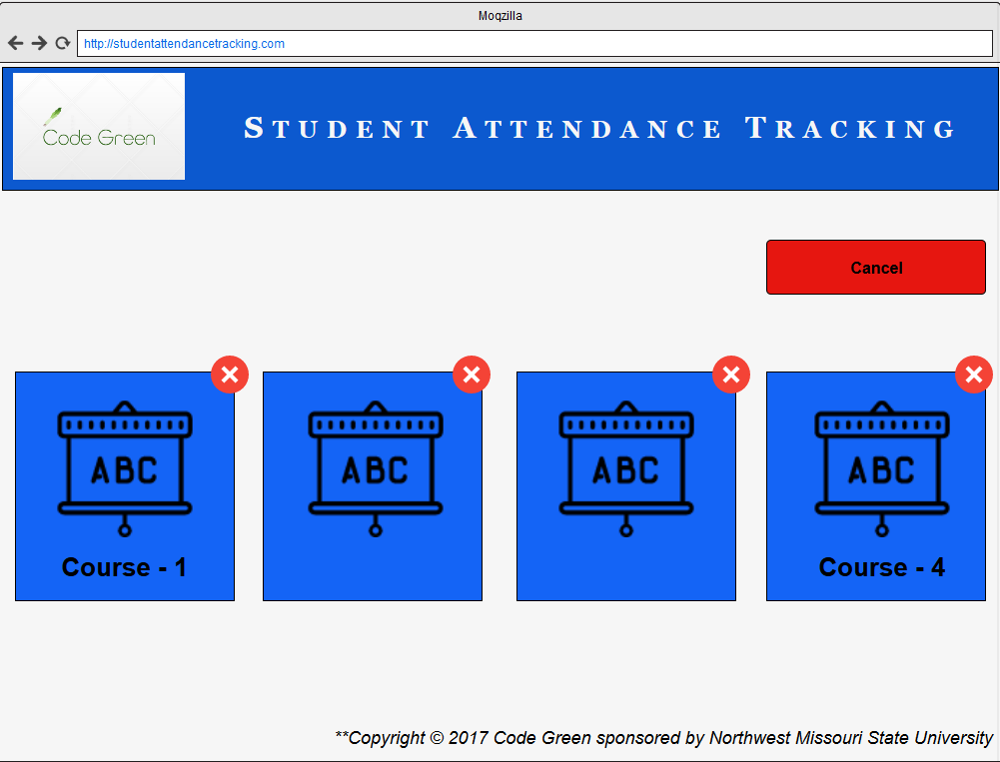 Moqzilla
http://studentattendancetracking.com
Code Green
Student Attendance Tracking
Cancel
ABC
ABC
ABC
ABC
Course - 1
Course - 4
**Copyright © 2017 Code Green sponsored by Northwest Missouri State University